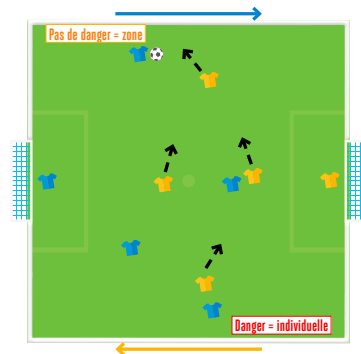 Pas de danger = zone
Danger = individuelle